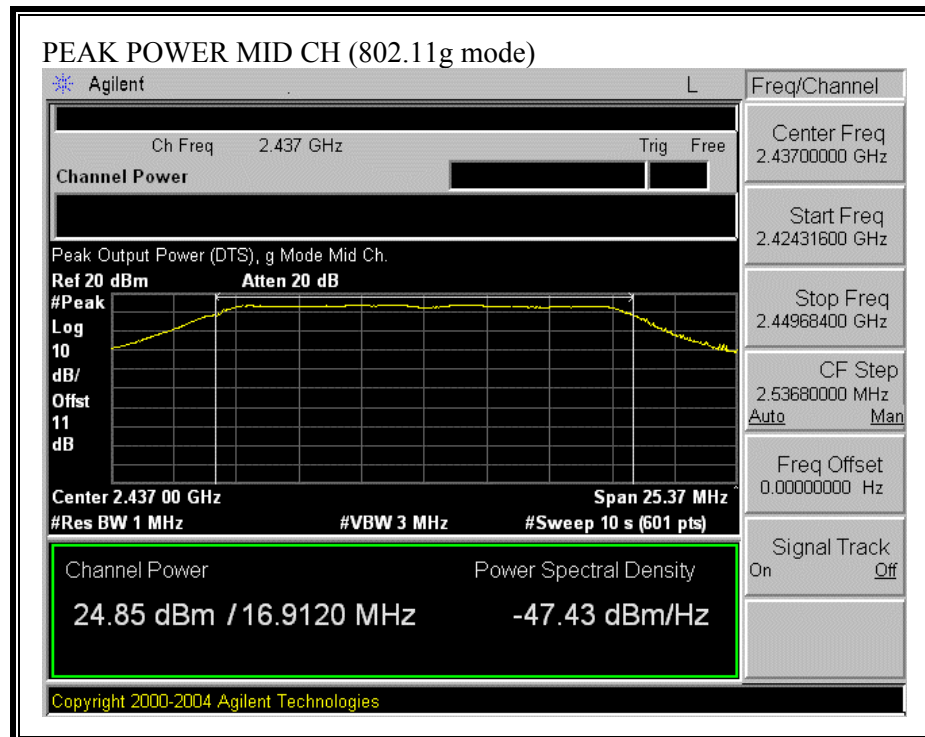 PEAK POWER MID CH (802.11g mode)
Agilent L Freq/Channel
Ch Freq 2.437 GHz Trig Free
Channel Power
Peak Output Power (DTS), g Mode Mid Ch.
Ref 20 dBm Atten 20 dB
#Peak
Log
10
dB/
Offst
11
dB
Center 2.437 00 GHz Span 25.37 MHz
#Res BW 1 MHz #VBW 3 MHz #Sweep 10 s (601 pts)
Channel Power Power Spectral Density
24.85 dBm / 16.9120 MHz -47.43 dBm/Hz
Copyright 2000-2004 Agilent Technologies
Center Freq
2.43700000 GHz
Start Freq
2.42431600 GHz
Stop Freq
2.44968400 GHz
CF Step
2.53680000 MHz
Auto Man
Freq Offset
0.00000000 Hz
Signal Track
On Off